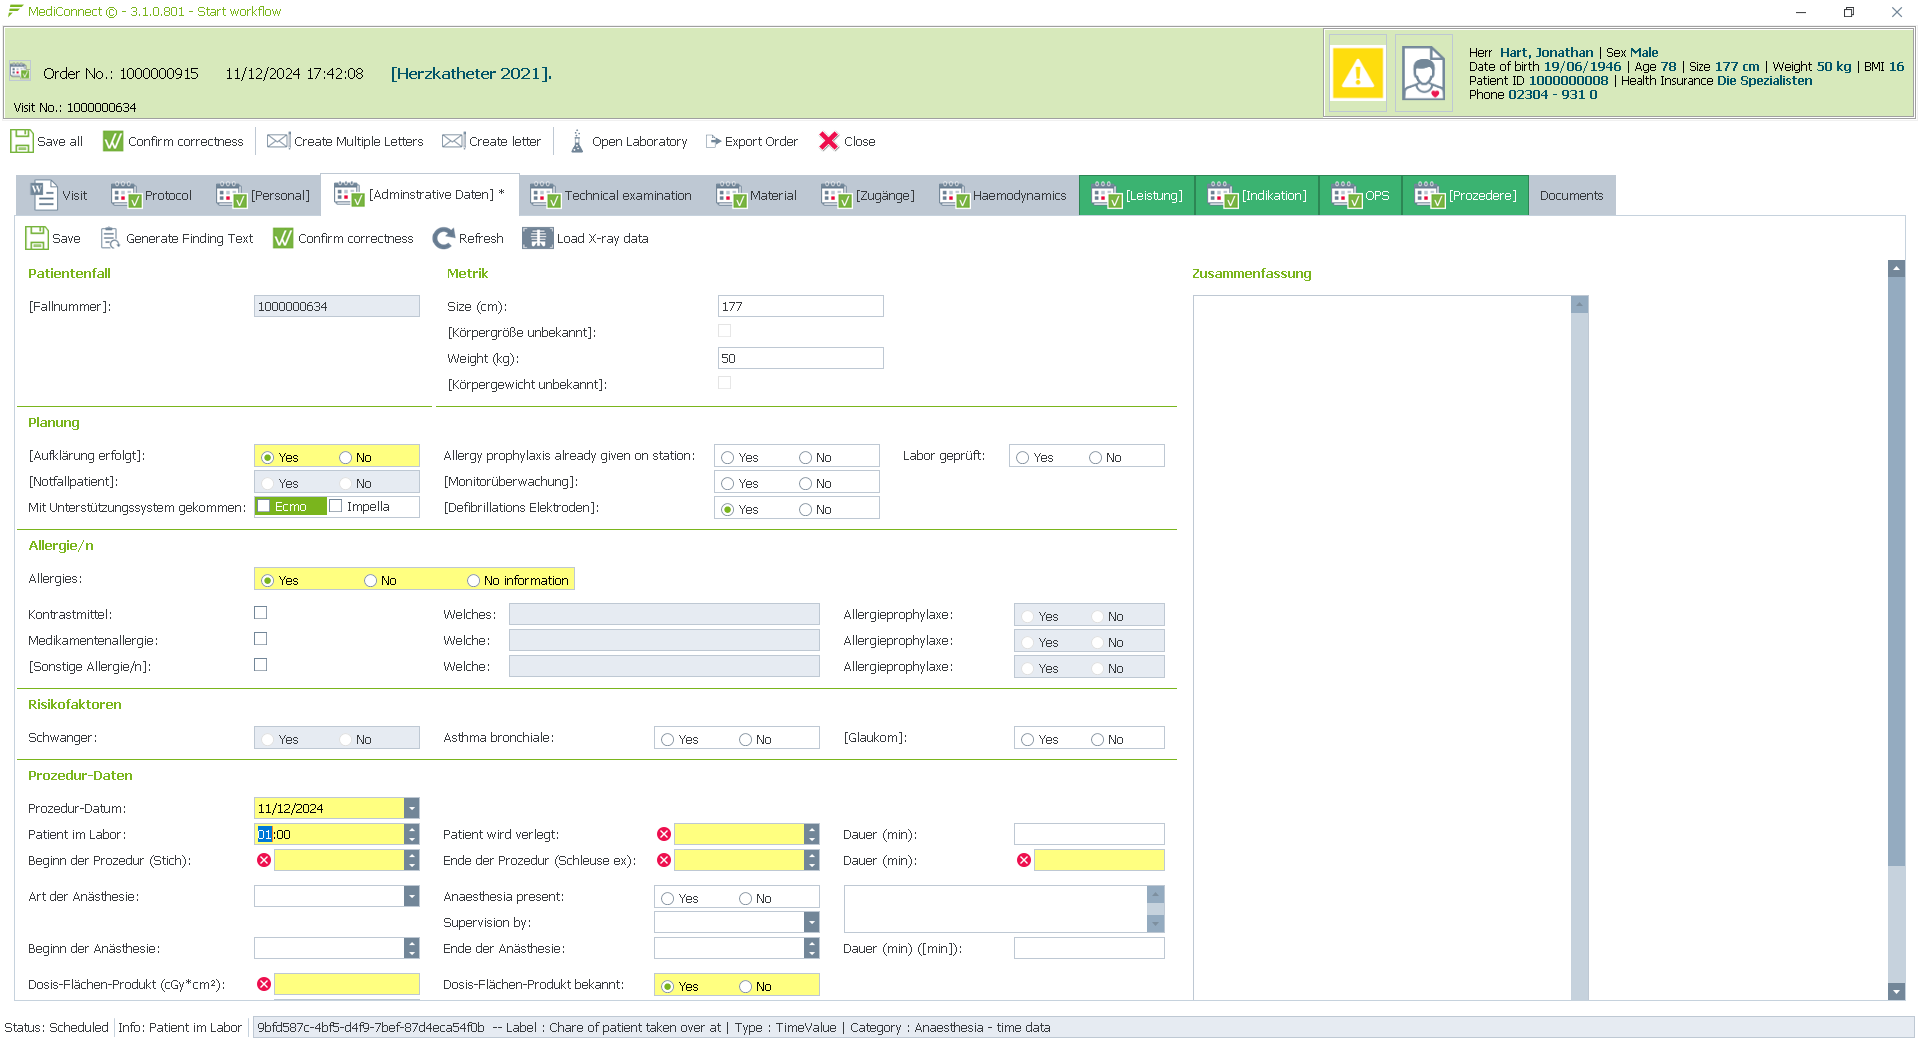 MediConnect © - 3.1.0.801 - Start workflow
Order No.: 1000000915 11/12/2024 17:42:08 [Herzkatheter 2021].
Visit No.: 1000000634
Herr Hart, Jonathan | Sex Male
Date of birth 19/06/1946 | Age 78 | Size 177 cm | Weight 50 kg | BMI 16
Patient ID 1000000008 | Health Insurance Die Spezialisten
Phone 02304 - 931 0
Save all Confirm correctness Create Multiple Letters Create letter Open Laboratory Export Order Close
Visit Protocol [Personal] [Adminstrative Daten] * Technical examination Material [Zugänge] Haemodynamics [Leistung] [Indikation] OPS [Prozedere] Documents
Save Generate Finding Text Confirm correctness Refresh Load X-ray data
Patientenfall Metrik Zusammenfassung
[Fallnummer]: 1000000634 Size (cm): 177
[Körpergröße unbekannt]:
Weight (kg): 50
[Körpergewicht unbekannt]:
Planung
[Aufklärung erfolgt]: Yes No Allergy prophylaxis already given on station: Yes No Labor geprüft: Yes No
[Notfallpatient]: Yes No [Monitorüberwachung]: Yes No
Mit Unterstützungssystem gekommen: Ecmo Impella [Defibrillations Elektroden]: Yes No
Allergie/n
Allergies: Yes No No information
Kontrastmittel: Welches: Allergieprophylaxe: Yes No
Medikamentenallergie: Welche: Allergieprophylaxe: Yes No
[Sonstige Allergie/n]: Welche: Allergieprophylaxe: Yes No
Risikofaktoren
Schwanger: Yes No Asthma bronchiale: Yes No [Glaukom]: Yes No
Prozedur-Daten
Prozedur-Datum: 11/12/2024
Patient im Labor: 01:00 Patient wird verlegt: Dauer (min):
Beginn der Prozedur (Stich): Ende der Prozedur (Schleuse ex): Dauer (min):
Art der Anästhesie: Anaesthesia present: Yes No
Supervision by:
Beginn der Anästhesie: Ende der Anästhesie: Dauer (min) ([min]):
Dosis-Flächen-Produkt (cGy*cm²): Dosis-Flächen-Produkt bekannt: Yes No
Status: Scheduled Info: Patient im Labor 9bfd587c-4bf5-d4f9-7bef-87d4eca54f0b -- Label : Chare of patient taken over at | Type : TimeValue | Category : Anaesthesia - time data